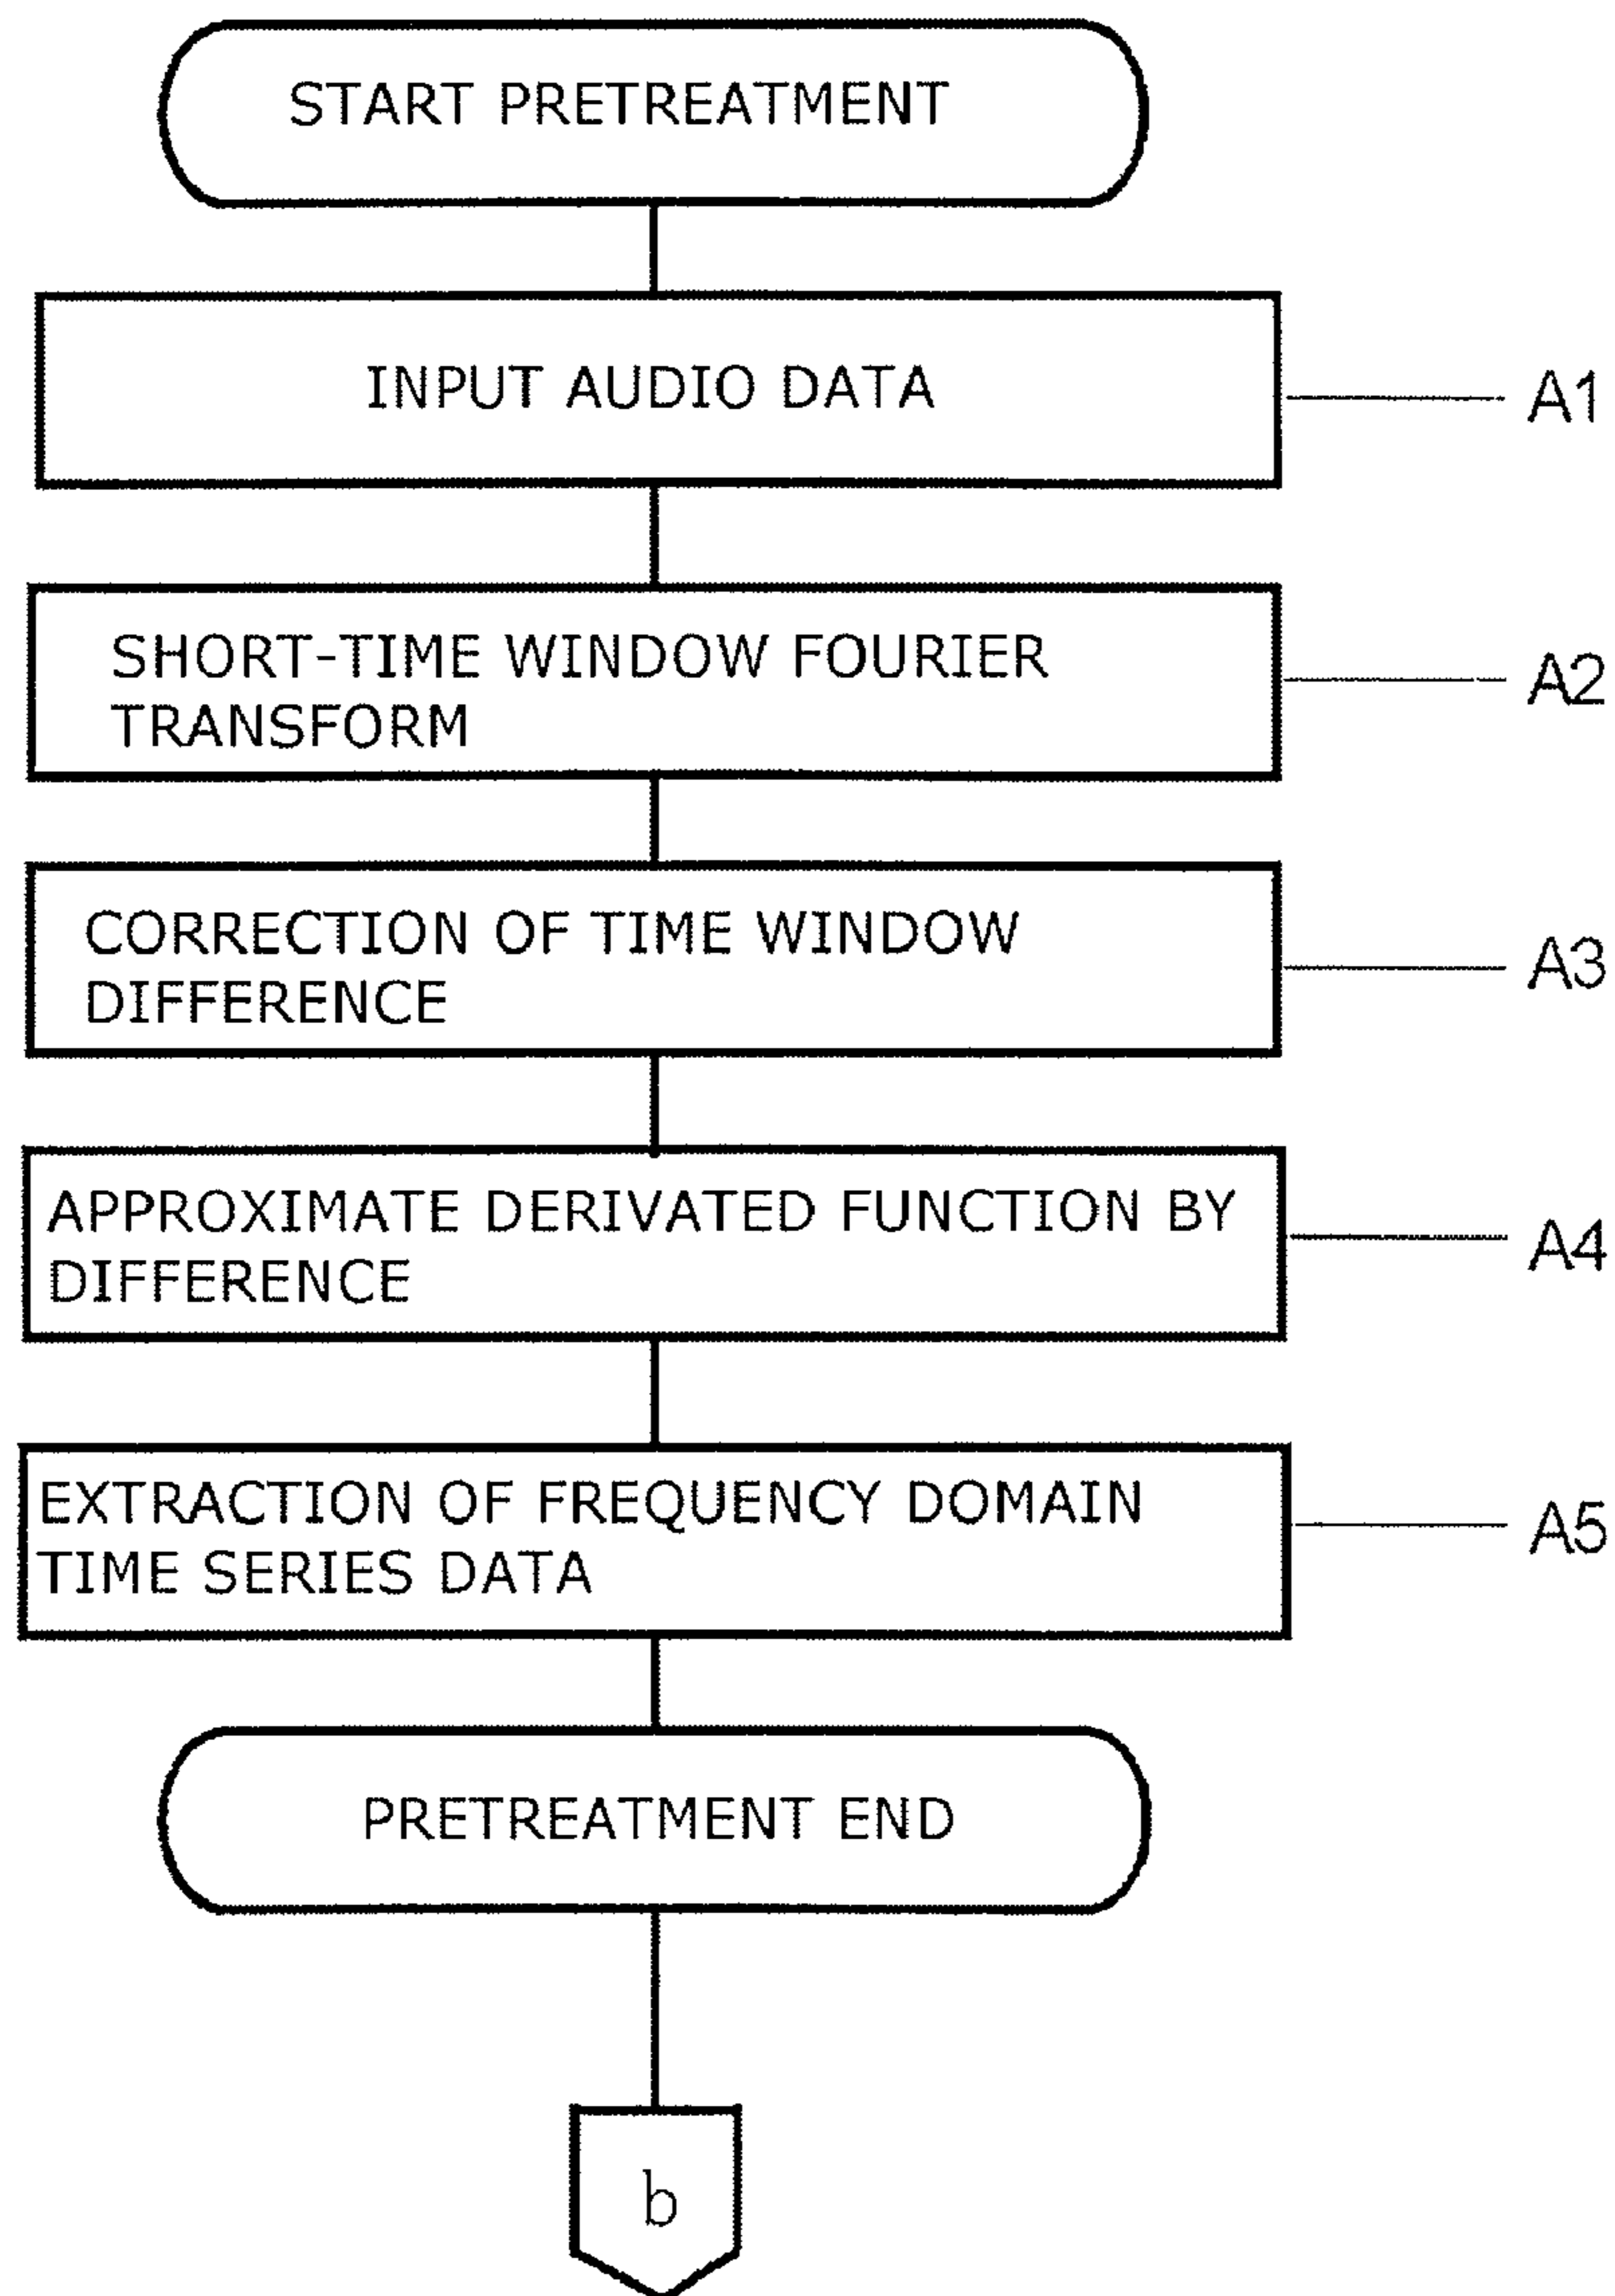 START PRETREATMENT
INPUT AUDIO DATA
A1
SHORT-TIME WINDOW FOURIER
TRANSFORM
A2
CORRECTION OF TIME WINDOW
DIFFERENCE
A3
APPROXIMATE DERIVATED FUNCTION BY
DIFFERENCE
A4
EXTRACTION OF FREQUENCY DOMAIN
TIME SERIES DATA
A5
PRETREATMENT END
b